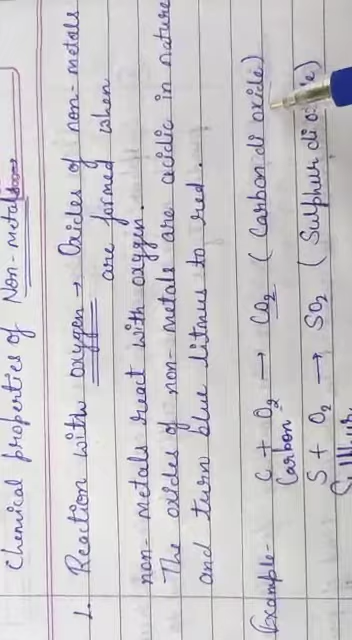 Chemical properties of Non-metals
1. Reaction with oxygen → Oxides of non-metals
are formed when
non-metals react with oxygen.
The oxides of non-metals are acidic in nature
and turn blue litmus to red.
Example- C + O2 → CO2 (Carbon di oxide)
Carbon
S + O2 → SO2 (Sulphur di